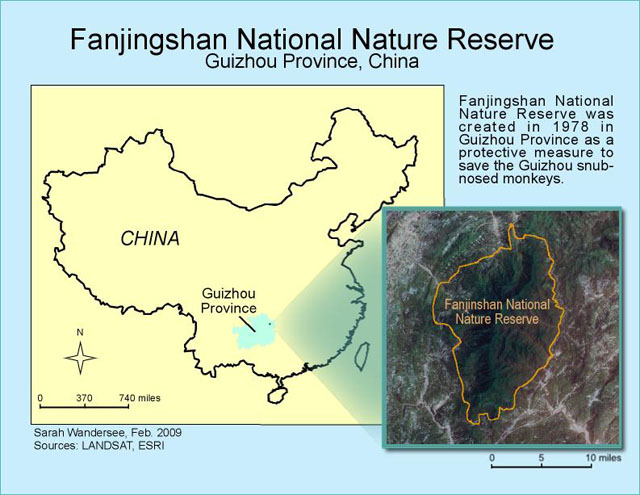 Fanjingshan National Nature Reserve
Guizhou Province, China
Fanjingshan National
Nature Reserve was
created in 1978 in
Guizhou Province as a
protective measure to
save the Guizhou snub-
nosed monkeys.
CHINA
Guizhou
Province
Fanjinshan National
Nature Reserve
N
0 370 740 miles
Sarah Wandersee, Feb. 2009
Sources: LANDSAT, ESRI
0 5 10 miles